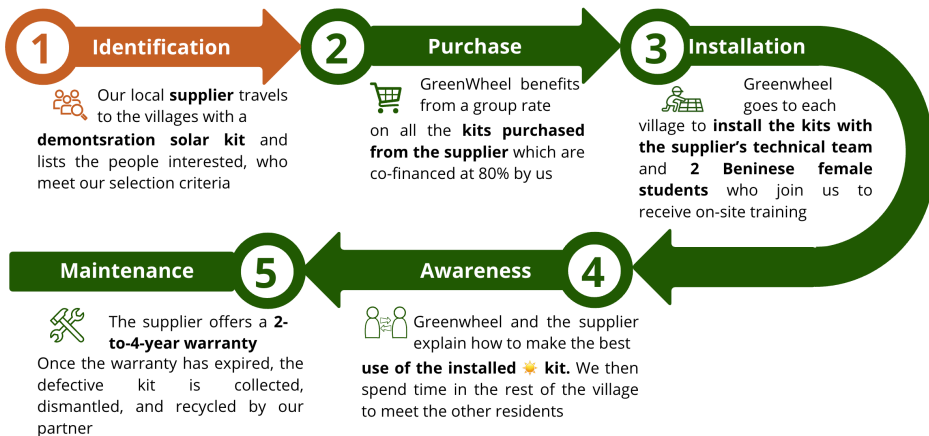 1 Identification
Our local supplier travels
to the villages with a
demontsration solar kit and
lists the people interested, who
meet our selection criteria
2 Purchase
GreenWheel benefits
from a group rate
on all the kits purchased
from the supplier which are
co-financed at 80% by us
3 Installation
Greenwheel
goes to each
village to install the kits with
the supplier’s technical team
and 2 Beninese female
students who join us to
receive on-site training
Awareness 4
Greenwheel and the supplier
explain how to make the best
use of the installed ☀️ kit. We then
spend time in the rest of the village
to meet the other residents
Maintenance 5
The supplier offers a 2-
to-4-year warranty
Once the warranty has expired, the
defective kit is collected,
dismantled, and recycled by our
partner